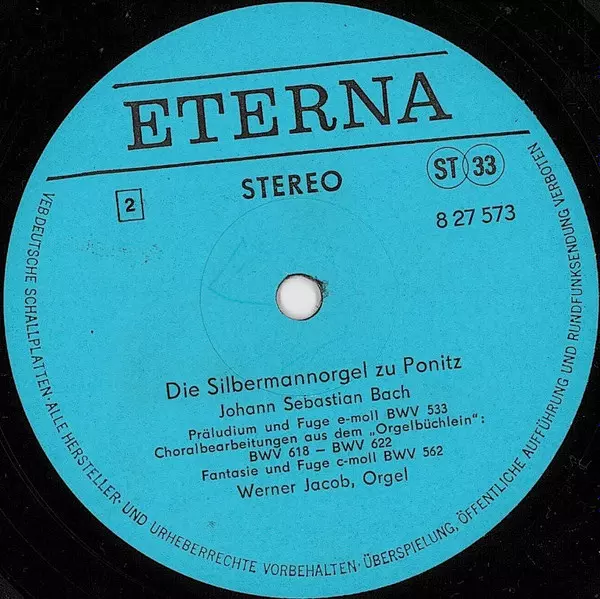 ETERNA
STEREO
ST 33
2
8 27 573
Die Silbermannorgel zu Ponitz
Johann Sebastian Bach
Präludium und Fuge e-moll BWV 533
Choralbearbeitungen aus dem „Orgelbüchlein“:
BWV 618 – BWV 622
Fantasie und Fuge c-moll BWV 562
Werner Jacob, Orgel
VEB DEUTSCHE SCHALLPLATTEN · ALLE HERSTELLER- UND URHEBERRECHTE VORBEHALTEN · ÜBERSPIELUNG, ÖFFENTLICHE AUFFÜHRUNG UND RUNDFUNKSENDUNG VERBOTEN